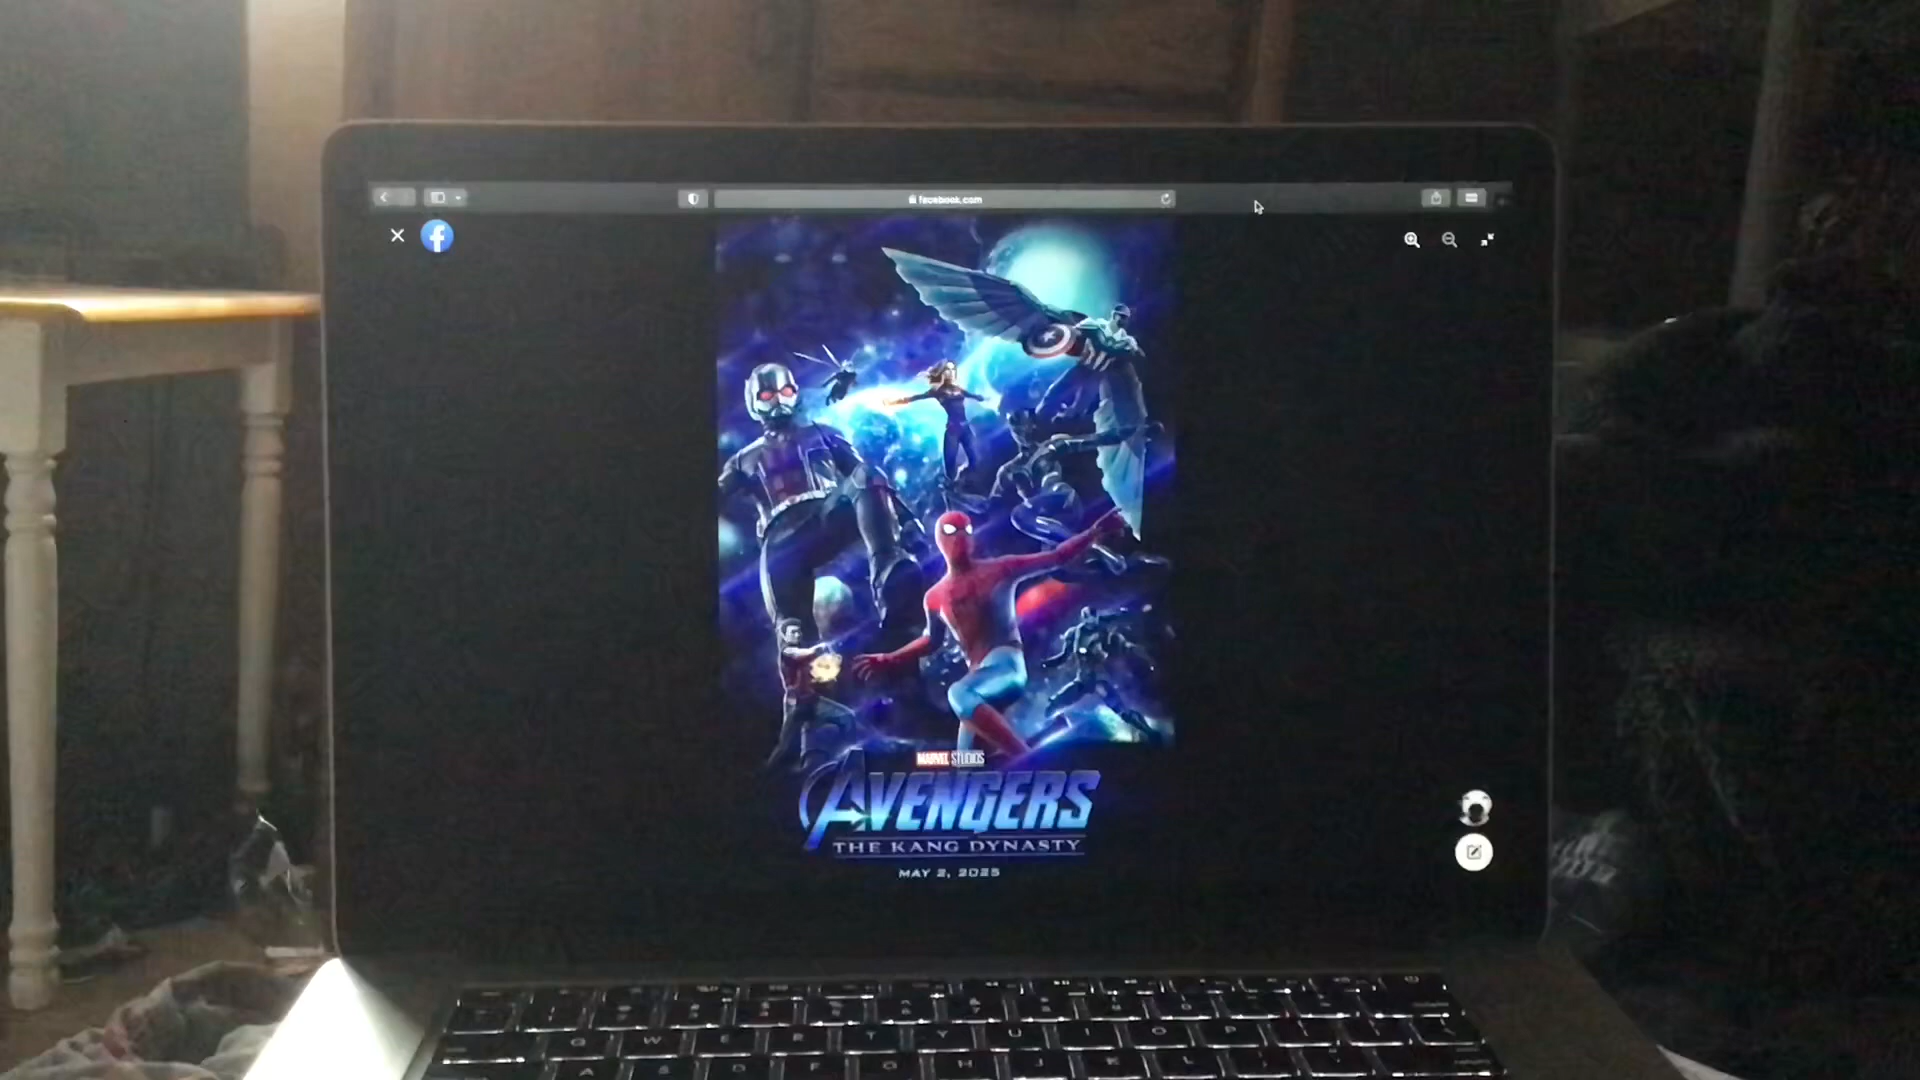 facebook.com
MARVEL STUDIOS
AVENGERS
THE KANG DYNASTY
MAY 2, 2025
Q W E R T Y U I O P
A S D F G H J K L